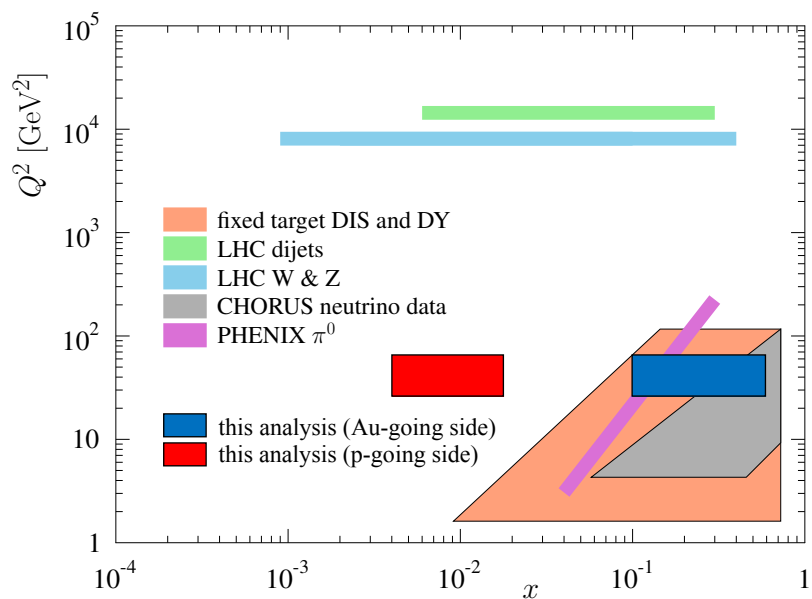 10^5
10^4
10^3
10^2
10
1
Q^2 [GeV^2]
fixed target DIS and DY
LHC dijets
LHC W & Z
CHORUS neutrino data
PHENIX π^0
this analysis (Au-going side)
this analysis (p-going side)
10^-4 10^-3 10^-2 10^-1 1
x